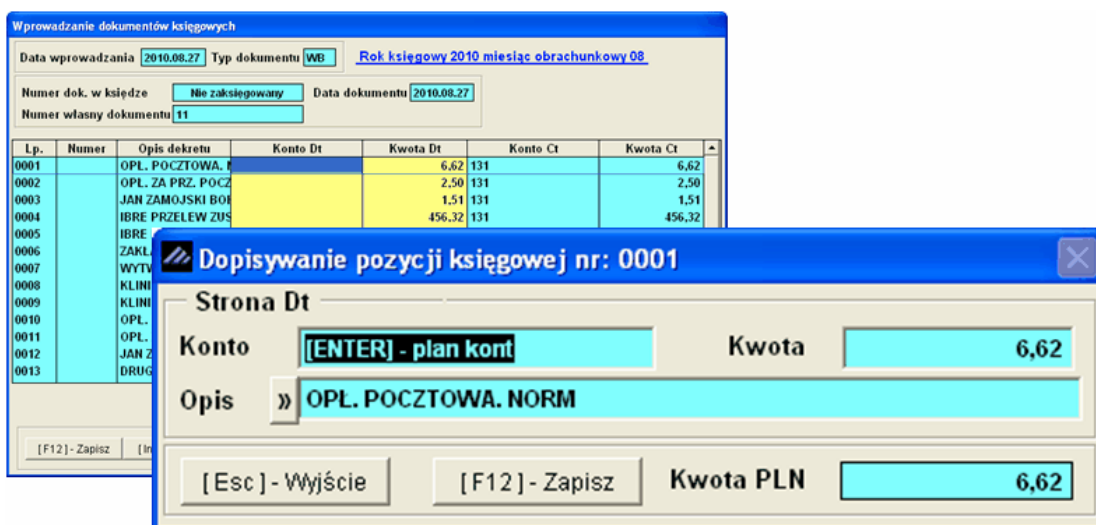 Wprowadzanie dokumentów księgowych
Data wprowadzania 2010.08.27 Typ dokumentu WB Rok księgowy 2010 miesiąc obrachunkowy 08
Numer dok. w księdze Nie zaksięgowany Data dokumentu 2010.08.27
Numer własny dokumentu 11
Lp. Numer Opis dekretu Konto Dt Kwota Dt Konto Ct Kwota Ct
0001 OPŁ. POCZTOWA. 6,62 131 6,62
0002 OPŁ. ZA PRZ. POCZ 2,50 131 2,50
0003 JAN ZAMOJSKI 1,51 131 1,51
0004 IBRE PRZELEW ZUS 456,32 131 456,32
0005 IBRE
0006 ZAKŁ
0007 WYTW
0008 KLINI
0009 KLINI
0010 OPŁ.
0011 OPŁ.
0012 JAN Z
0013 DRUG
[F12]- Zapisz [In
Dopisywanie pozycji księgowej nr: 0001
Strona Dt
Konto [ENTER] - plan kont Kwota 6,62
Opis » OPŁ. POCZTOWA. NORM
[ Esc ] - Wyjście [ F12 ] - Zapisz Kwota PLN 6,62